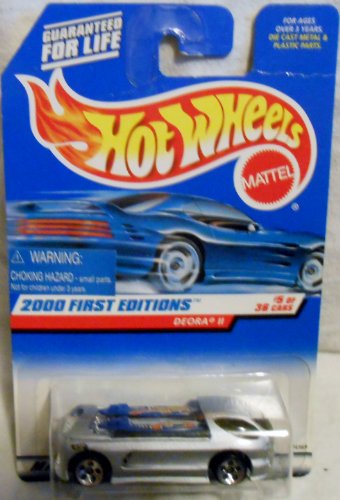 GUARANTEED
FOR LIFE
FOR AGES
OVER 3 YEARS.
DIE CAST METAL &
PLASTIC PARTS.
HOT WHEELS
MATTEL
WARNING:
CHOKING HAZARD - small parts.
Not for children under 3 years.
2000 FIRST EDITIONS™
#5 OF
36 CARS
DEORA® II